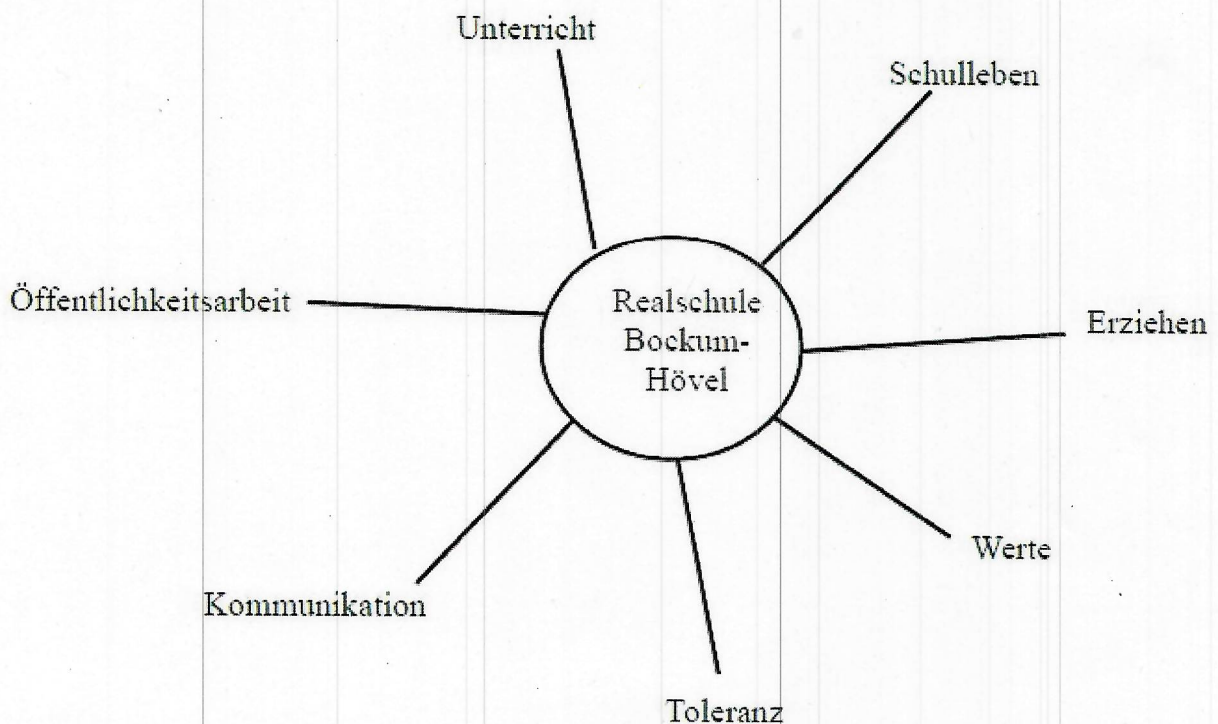 Unterricht
Schulleben
Öffentlichkeitsarbeit
Realschule
Bockum-
Hövel
Erziehen
Werte
Kommunikation
Toleranz